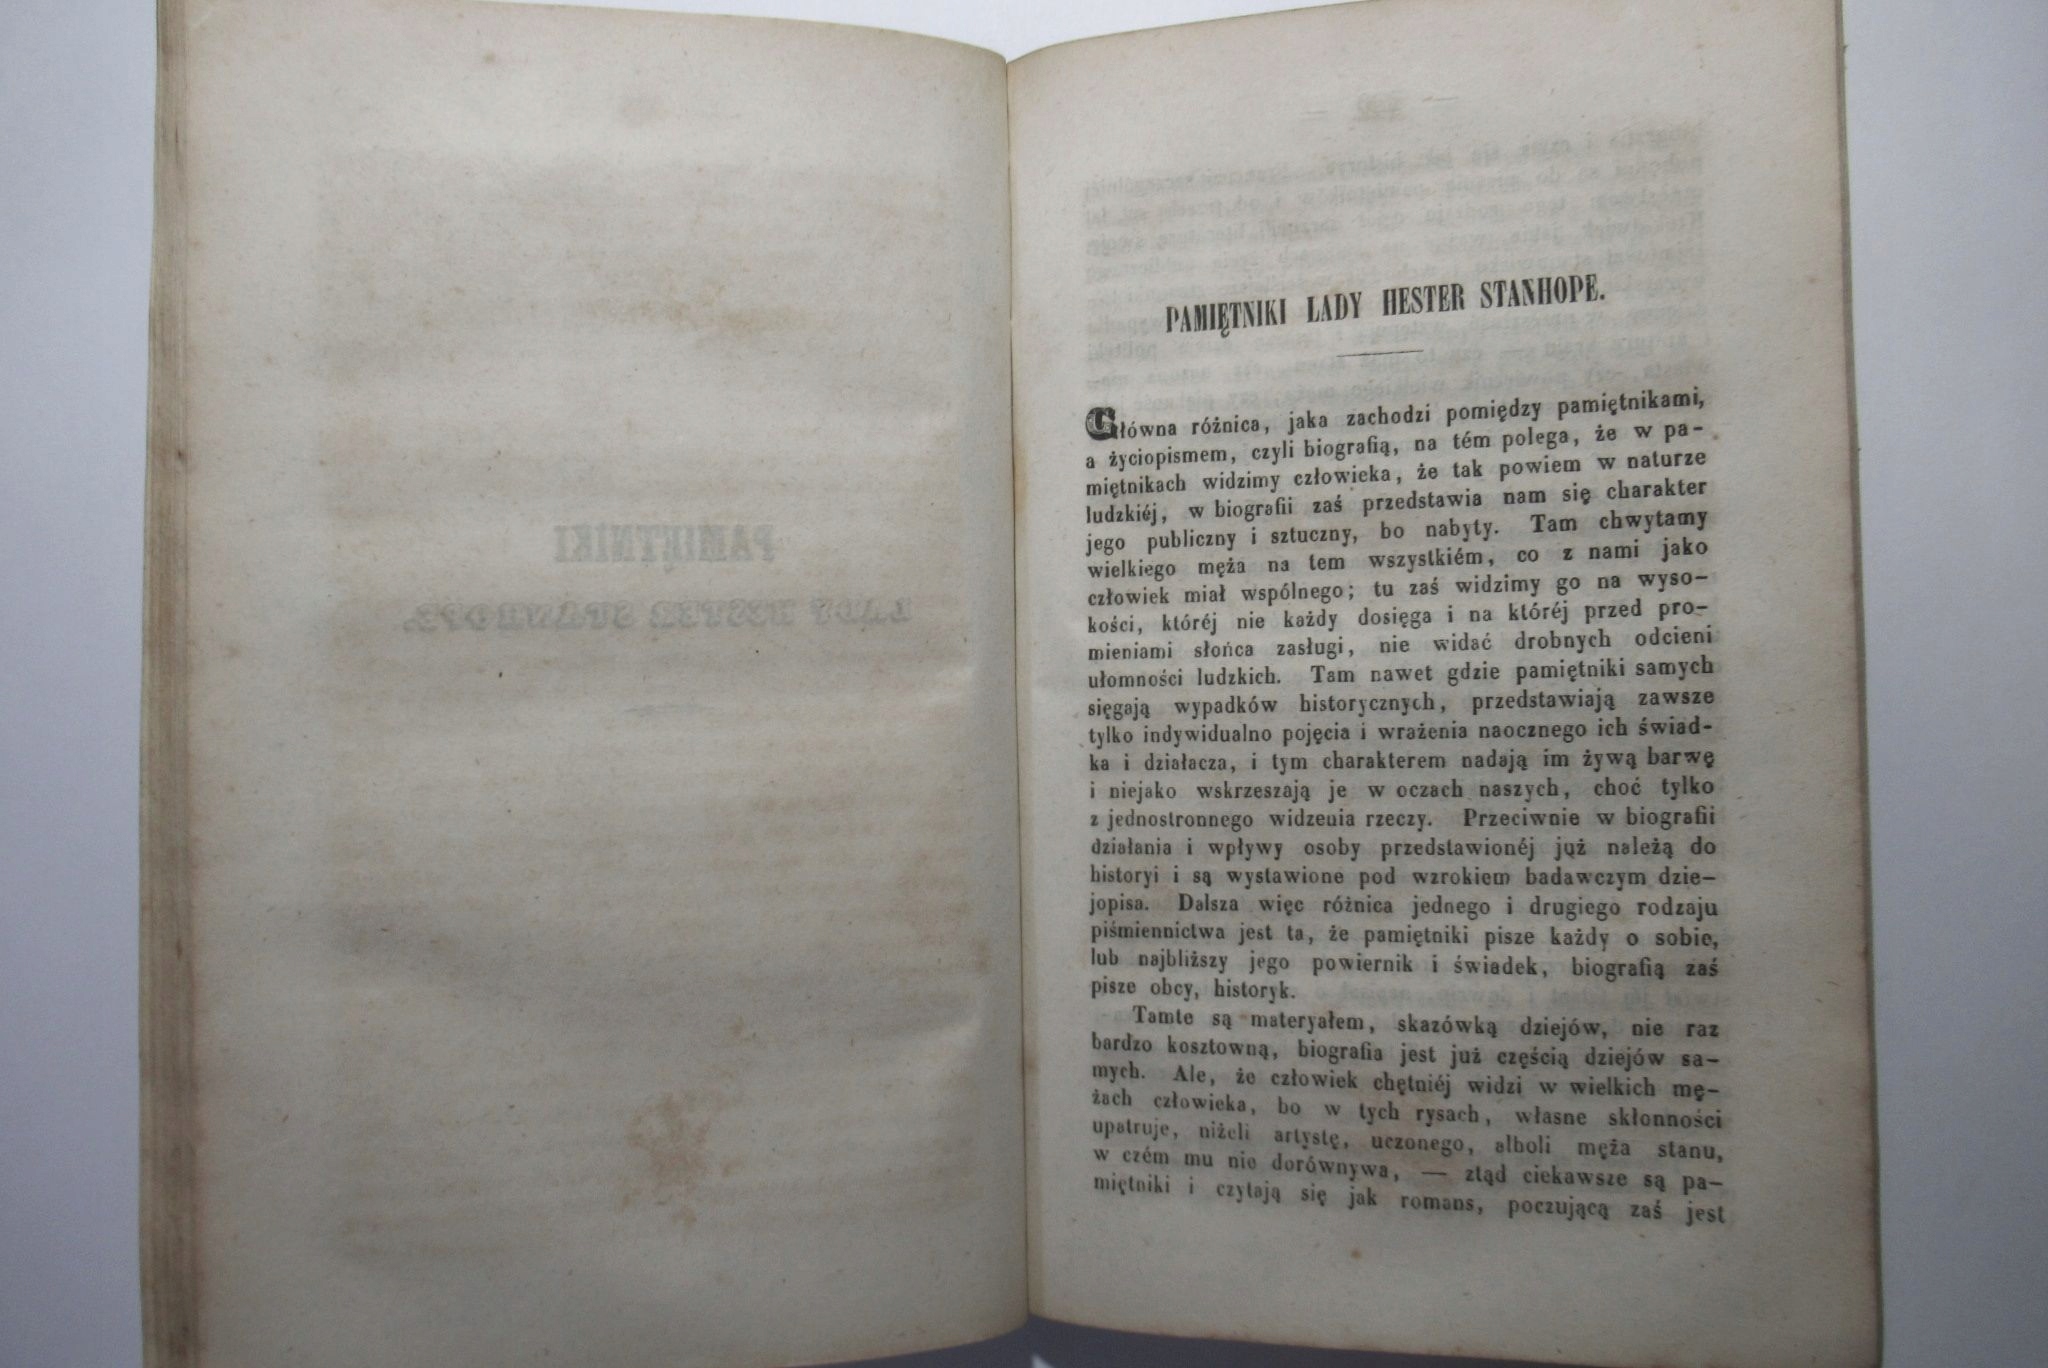 PAMIĘTNIKI LADY HESTER STANHOPE.
Główna różnica, jaka zachodzi pomiędzy pamiętnikami,
a życiopismem, czyli biografią, na tém polega, że w pa-
miętnikach widzimy człowieka, że tak powiem w naturze
ludzkiéj, w biografii zaś przedstawia nam się charakter
jego publiczny i sztuczny, bo nabyty. Tam chwytamy
wielkiego męża na tem wszystkiém, co z nami jako
człowiek miał wspólnego; tu zaś widzimy go na wyso-
kości, któréj nie każdy dosięga i na któréj przed pro-
mieniami słońca zasługi, nie widać drobnych odcieni
ułomności ludzkich. Tam nawet gdzie pamiętniki samych
sięgają wypadków historycznych, przedstawiają zawsze
tylko indywidualno pojęcia i wrażenia naocznego ich świad-
ka i działacza, i tym charakterem nadają im żywą barwę
i niejako wskrzeszają je w oczach naszych, choć tylko
z jednostronnego widzenia rzeczy. Przeciwnie w biografii
działania i wpływy osoby przedstawionéj już należą do
historyi i są wystawione pod wzrokiem badawczym dzie-
jopisa. Dalsza więc różnica jednego i drugiego rodzaju
piśmiennictwa jest ta, że pamiętniki pisze każdy o sobie,
lub najbliższy jego powiernik i świadek, biografią zaś
pisze obcy, historyk.
Tamte są materyałem, skazówką dziejów, nie raz
bardzo kosztowną, biografia jest już częścią dziejów sa-
mych. Ale, że człowiek chętniéj widzi w wielkich mę-
żach człowieka, bo w tych rysach, własne skłonności
upatruje, niżeli artystę, uczonego, alboli męża stanu,
w czém mu nie dorównywa, — ztąd ciekawsze są pa-
miętniki i czytają się jak romans, poczującą zaś jest
PAMIĘTNIKI
LADY HESTER STANHOPE.